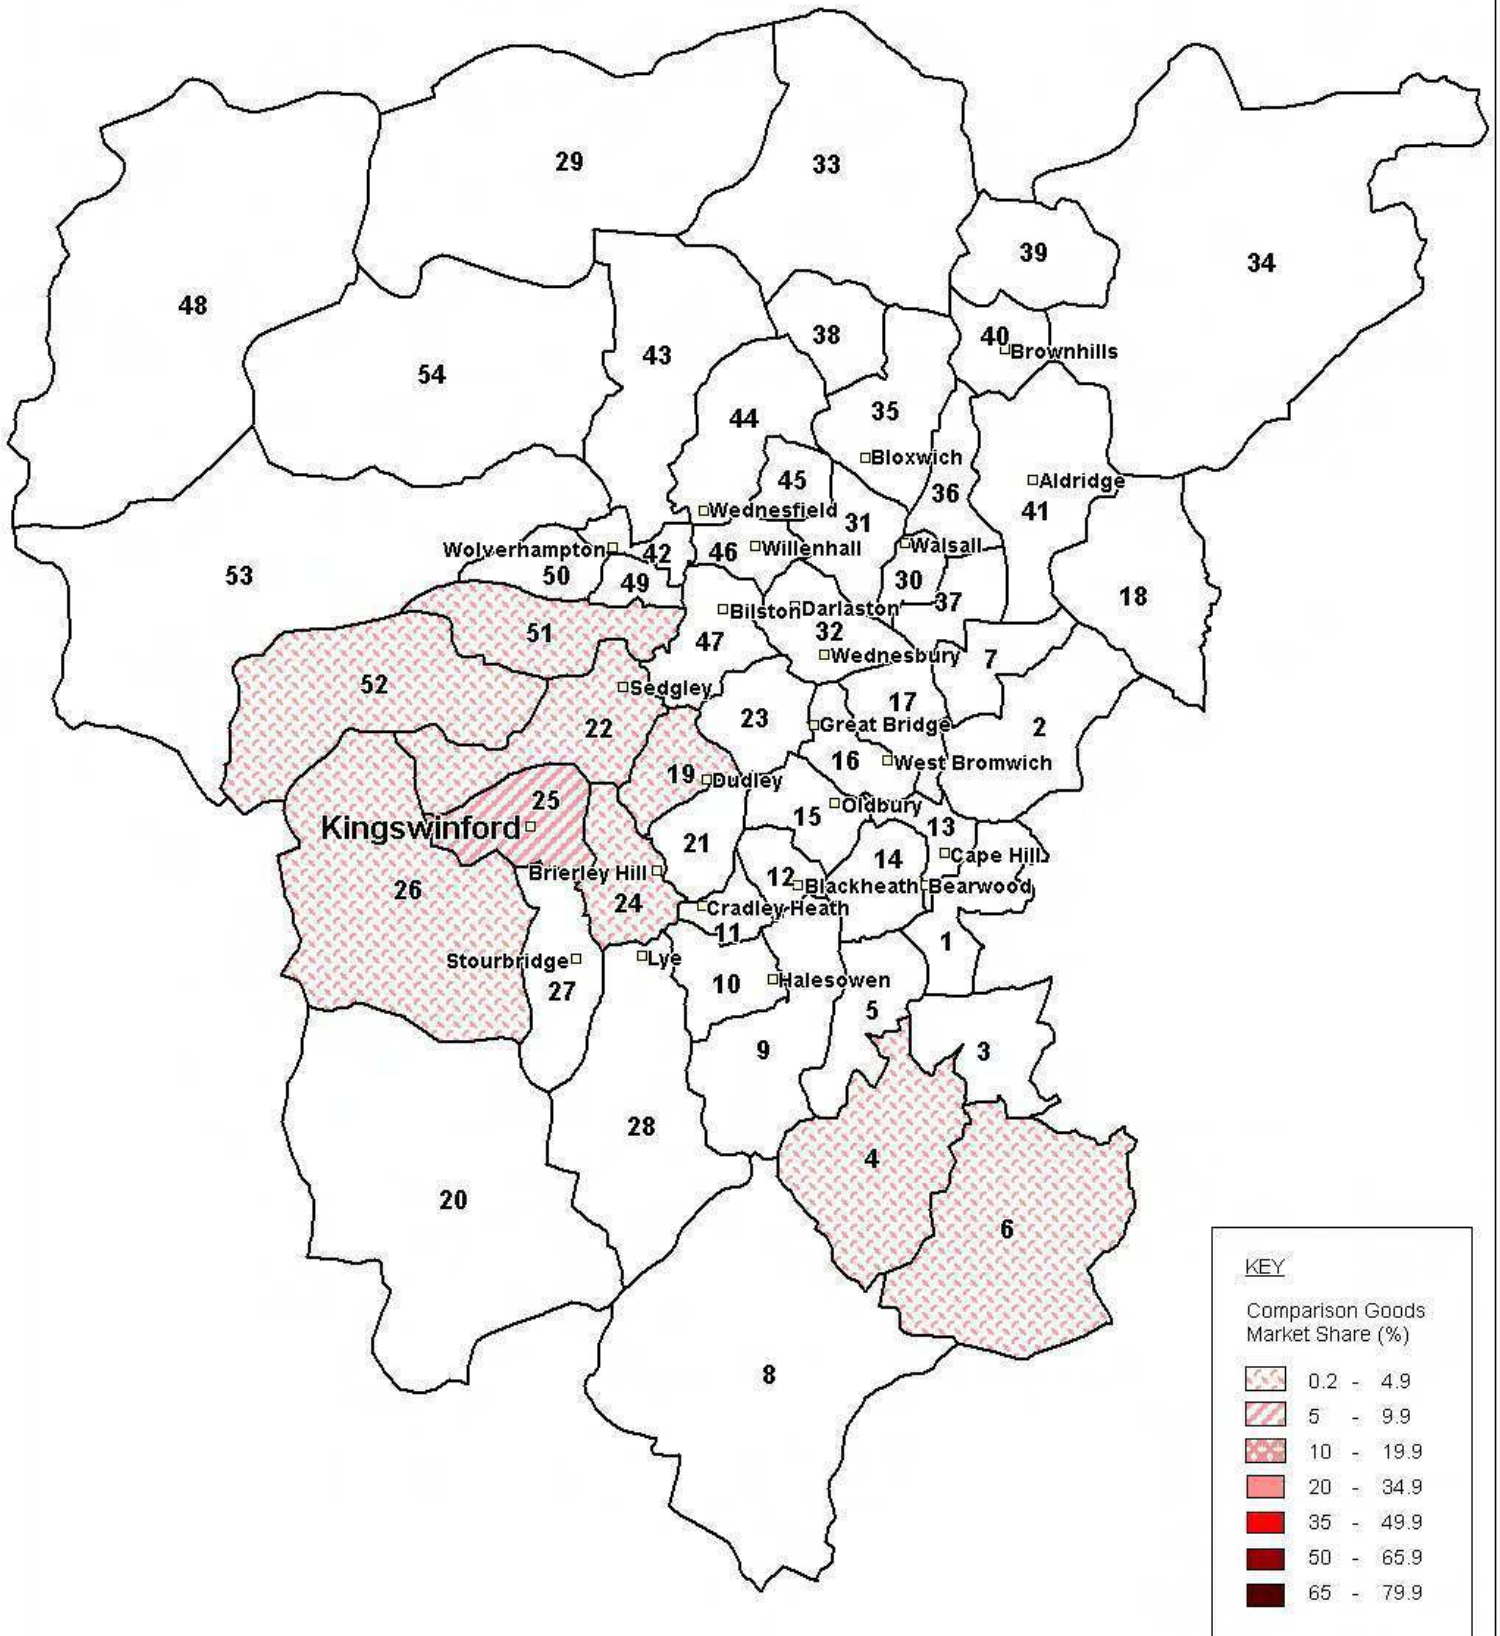 29
33
39
34
48
38
40
Brownhills
43
54
35
44
Bloxwich
45
Aldridge
36
Wednesfield
41
31
Wolverhampton
42
46
Willenhall
Walsall
53
50
49
30
18
37
Bilston
Darlaston
51
32
47
Wednesbury
7
52
Sedgley
17
23
Great Bridge
2
22
16
West Bromwich
19
Dudley
25
Oldbury
15
Kingswinford
13
21
14
Cape Hill
Brierley Hill
12
Blackheath
Bearwood
26
24
Cradley Heath
11
1
Stourbridge
Lye
10
Halesowen
27
5
9
3
28
4
20
6
8
KEY
Comparison Goods
Market Share (%)
0.2 - 4.9
5 - 9.9
10 - 19.9
20 - 34.9
35 - 49.9
50 - 65.9
65 - 79.9